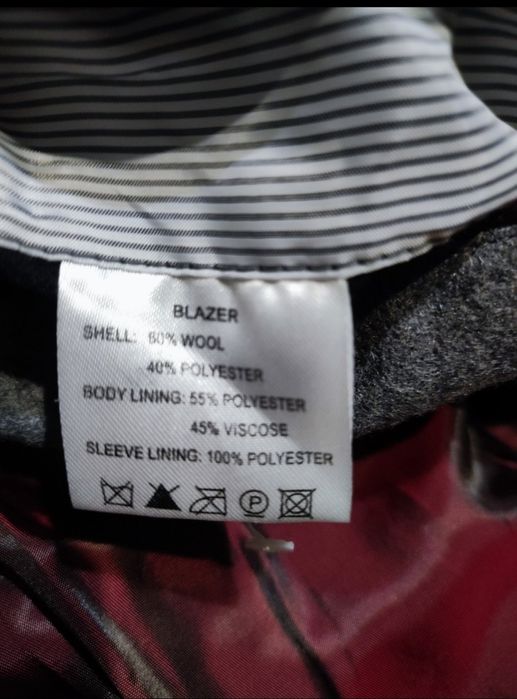 BLAZER
SHELL: 60% WOOL
40% POLYESTER
BODY LINING: 55% POLYESTER
45% VISCOSE
SLEEVE LINING: 100% POLYESTER
P